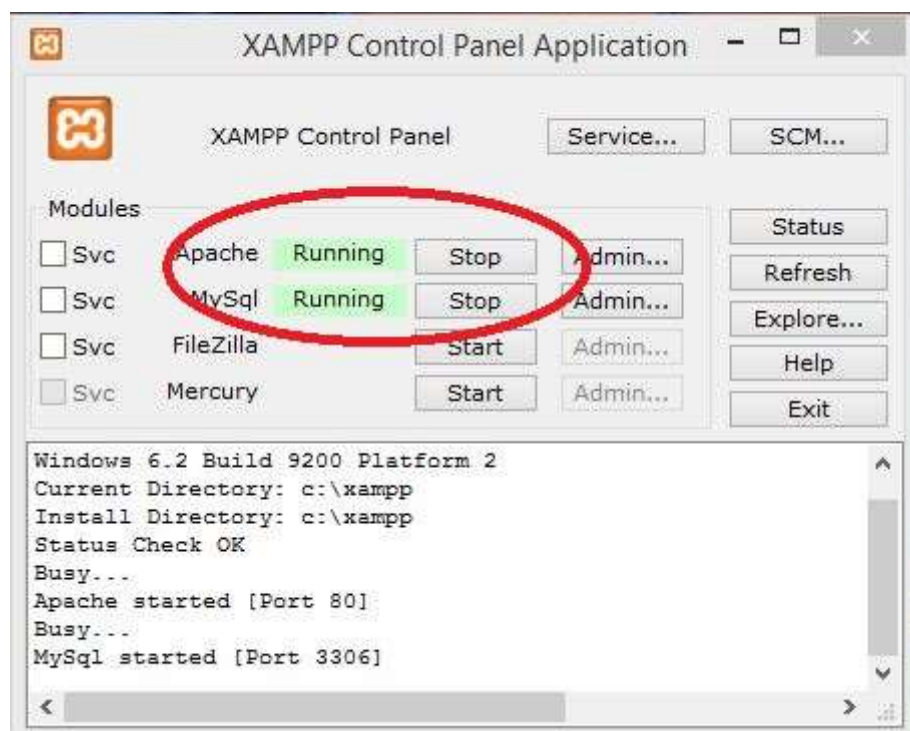 XAMPP Control Panel Application
XAMPP Control Panel Service... SCM...
Modules
Status
Svc Apache Running Stop Admin...
Refresh
Svc MySql Running Stop Admin...
Explore...
Svc FileZilla Start Admin...
Help
Svc Mercury Start Admin...
Exit
Windows 6.2 Build 9200 Platform 2
Current Directory: c:\xampp
Install Directory: c:\xampp
Status Check OK
Busy...
Apache started [Port 80]
Busy...
MySql started [Port 3306]